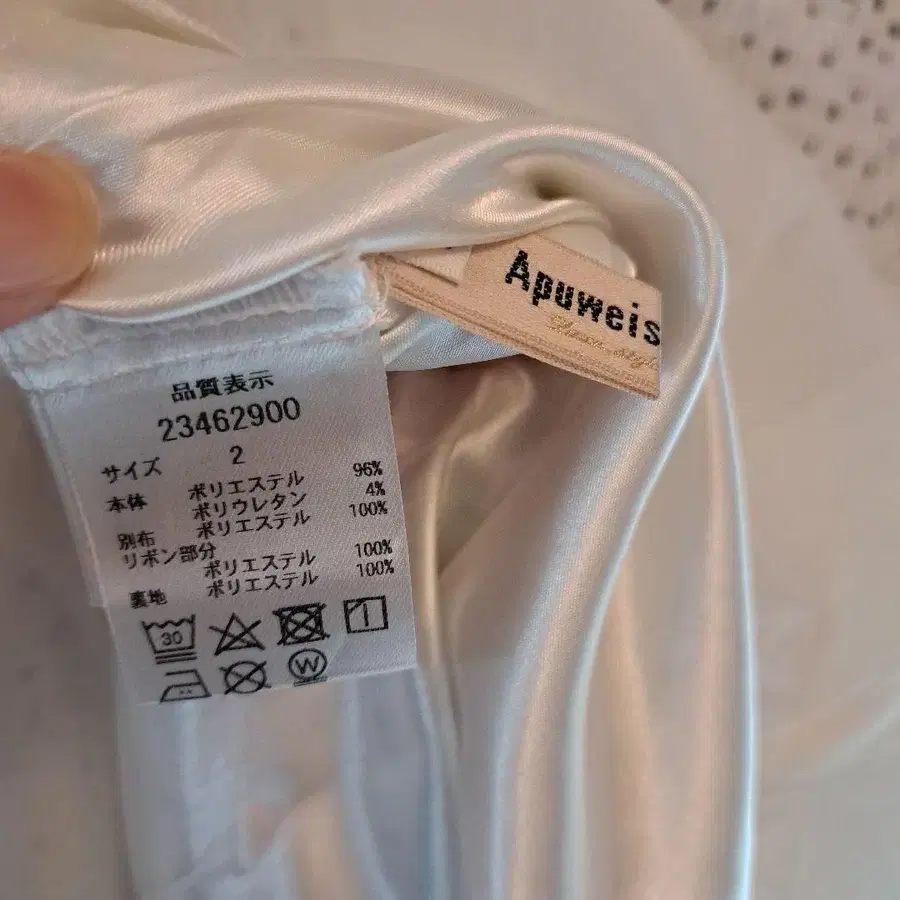 Apuweis
品質表示
23462900
サイズ 2
本体 ポリエステル 96%
ポリウレタン 4%
別布 ポリエステル 100%
リボン部分
ポリエステル 100%
裏地 ポリエステル 100%
30
W